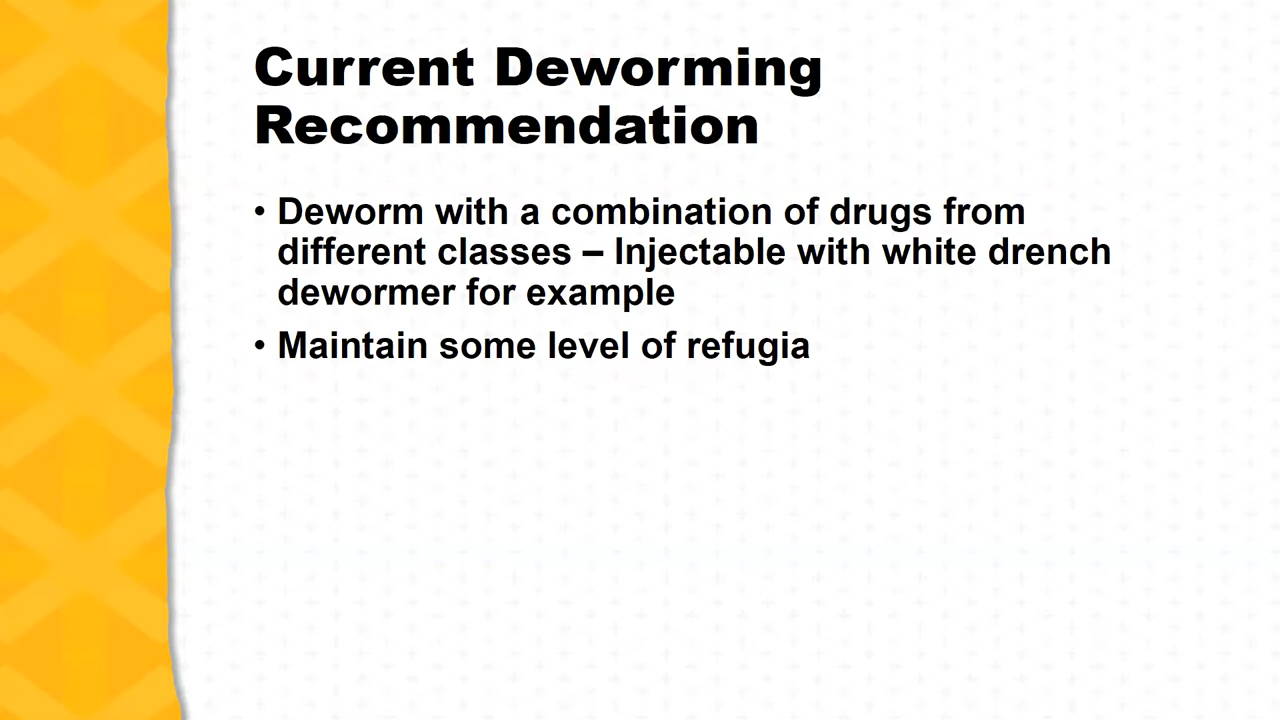 Current Deworming
Recommendation
• Deworm with a combination of drugs from
different classes – Injectable with white drench
dewormer for example
• Maintain some level of refugia